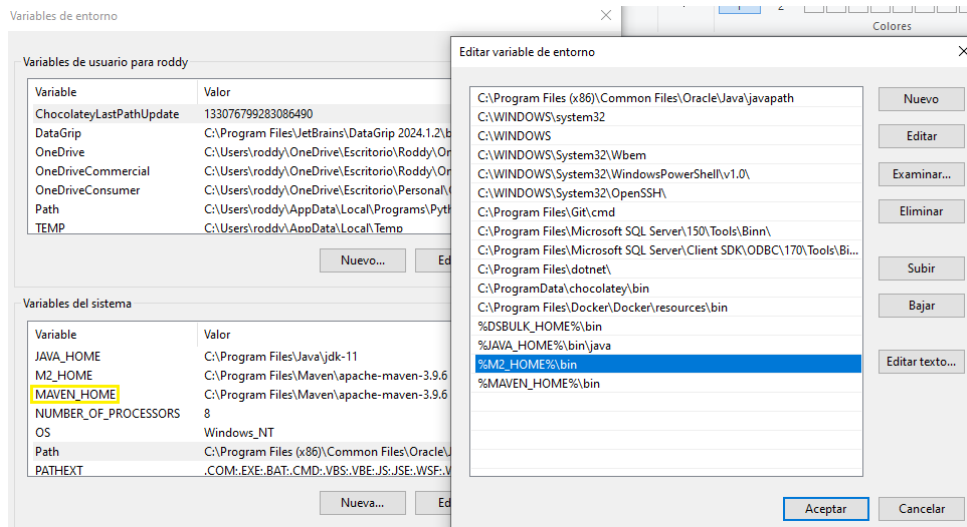 Variables de entorno
Variables de usuario para roddy
Variable Valor
ChocolateyLastPathUpdate 133076799283086490
DataGrip C:\Program Files\JetBrains\DataGrip 2024.1.2\b
OneDrive C:\Users\roddy\OneDrive\Escritorio\Roddy\Or
OneDriveCommercial C:\Users\roddy\OneDrive\Escritorio\Roddy\Or
OneDriveConsumer C:\Users\roddy\OneDrive\Escritorio\Personal\
Path C:\Users\roddy\AppData\Local\Programs\Pyth
TEMP C:\Users\roddy\AppData\Local\Temp
Nuevo... Ed
Variables del sistema
Variable Valor
JAVA_HOME C:\Program Files\Java\jdk-11
M2_HOME C:\Program Files\Maven\apache-maven-3.9.6
MAVEN_HOME C:\Program Files\Maven\apache-maven-3.9.6
NUMBER_OF_PROCESSORS 8
OS Windows_NT
Path C:\Program Files (x86)\Common Files\Oracle\J
PATHEXT .COM;.EXE;.BAT;.CMD;.VBS;.VBE;.JS;.JSE;.WSF;.V
Nueva... Ed
1 2
Colores
Editar variable de entorno
C:\Program Files (x86)\Common Files\Oracle\Java\javapath
C:\WINDOWS\system32
C:\WINDOWS
C:\WINDOWS\System32\Wbem
C:\WINDOWS\System32\WindowsPowerShell\v1.0\
C:\WINDOWS\System32\OpenSSH\
C:\Program Files\Git\cmd
C:\Program Files\Microsoft SQL Server\150\Tools\Binn\
C:\Program Files\Microsoft SQL Server\Client SDK\ODBC\170\Tools\Bi...
C:\Program Files\dotnet\
C:\ProgramData\chocolatey\bin
C:\Program Files\Docker\Docker\resources\bin
%DSBULK_HOME%\bin
%JAVA_HOME%\bin\java
%M2_HOME%\bin
%MAVEN_HOME%\bin
Nuevo
Editar
Examinar...
Eliminar
Subir
Bajar
Editar texto...
Aceptar Cancelar